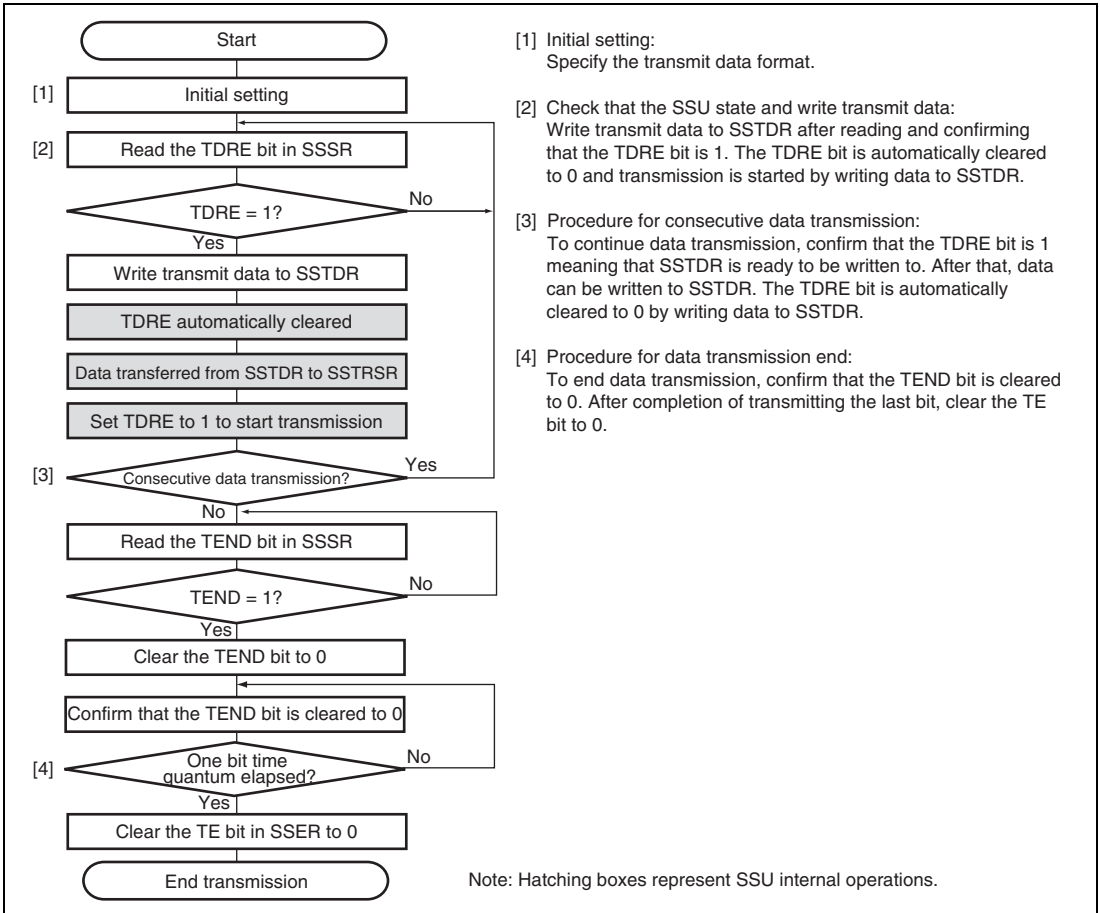 Start
[1] Initial setting
[2] Read the TDRE bit in SSSR
TDRE = 1?
No
Yes
Write transmit data to SSTDR
TDRE automatically cleared
Data transferred from SSTDR to SSTRSR
Set TDRE to 1 to start transmission
[3] Consecutive data transmission?
Yes
No
Read the TEND bit in SSSR
TEND = 1?
No
Yes
Clear the TEND bit to 0
Confirm that the TEND bit is cleared to 0
[4] One bit time
quantum elapsed?
No
Yes
Clear the TE bit in SSER to 0
End transmission
[1] Initial setting:
Specify the transmit data format.
[2] Check that the SSU state and write transmit data:
Write transmit data to SSTDR after reading and confirming
that the TDRE bit is 1. The TDRE bit is automatically cleared
to 0 and transmission is started by writing data to SSTDR.
[3] Procedure for consecutive data transmission:
To continue data transmission, confirm that the TDRE bit is 1
meaning that SSTDR is ready to be written to. After that, data
can be written to SSTDR. The TDRE bit is automatically
cleared to 0 by writing data to SSTDR.
[4] Procedure for data transmission end:
To end data transmission, confirm that the TEND bit is cleared
to 0. After completion of transmitting the last bit, clear the TE
bit to 0.
Note: Hatching boxes represent SSU internal operations.